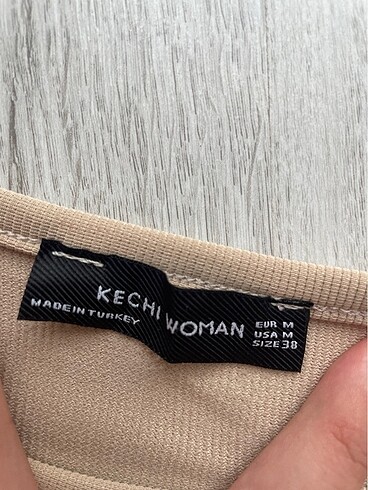 KECHI WOMAN
MADE IN TURKEY
EUR M
USA M
SIZE 38